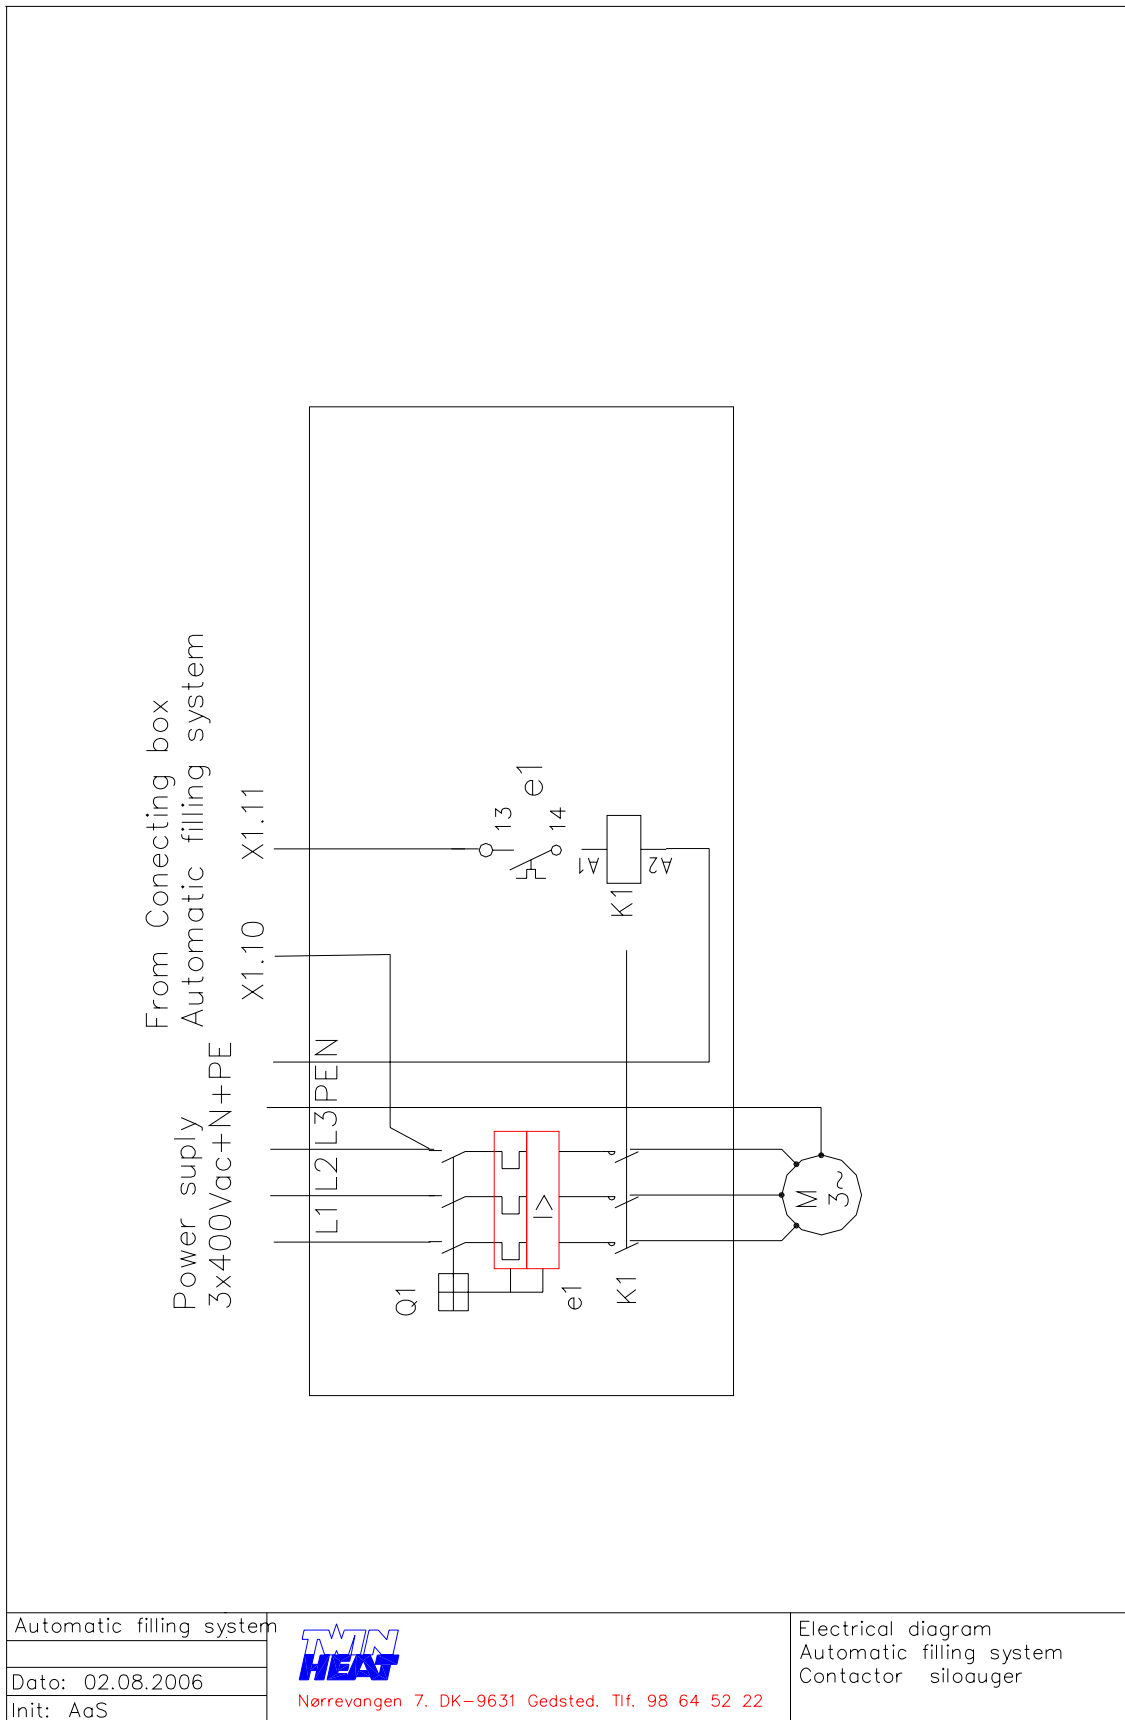 From Conecting box
Automatic filling system
X1.11
X1.10
Power suply
3x400Vac+N+PE
L1 L2 L3 PE N
13
14
e1
A1
A2
K1
Q1
I>
e1
K1
M
3~
Automatic filling system
Dato: 02.08.2006
Init: AaS
TWIN
HEAT
Nørrevangen 7. DK-9631 Gedsted. Tlf. 98 64 52 22
Electrical diagram
Automatic filling system
Contactor siloauger